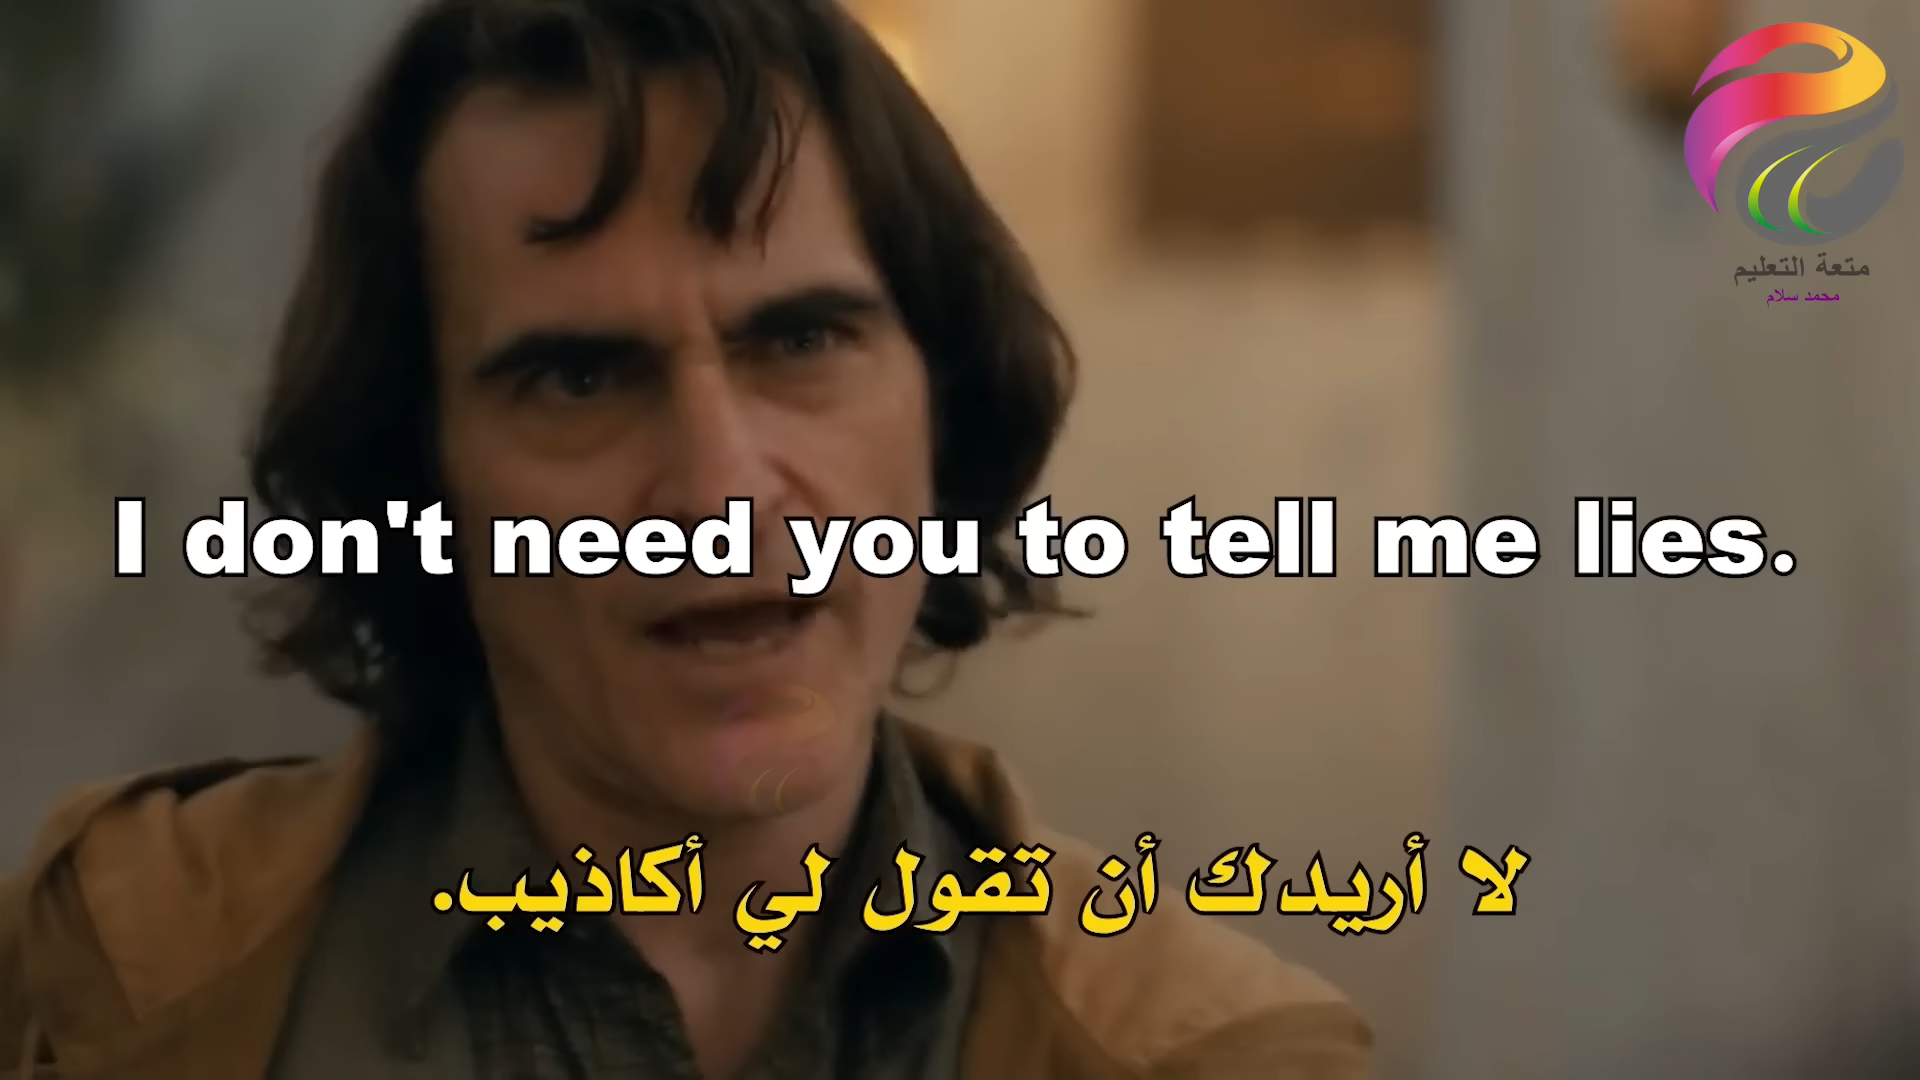 متعة التعليم
محمد سلام
I don't need you to tell me lies.
لا أريدك أن تقول لي أكاذيب.